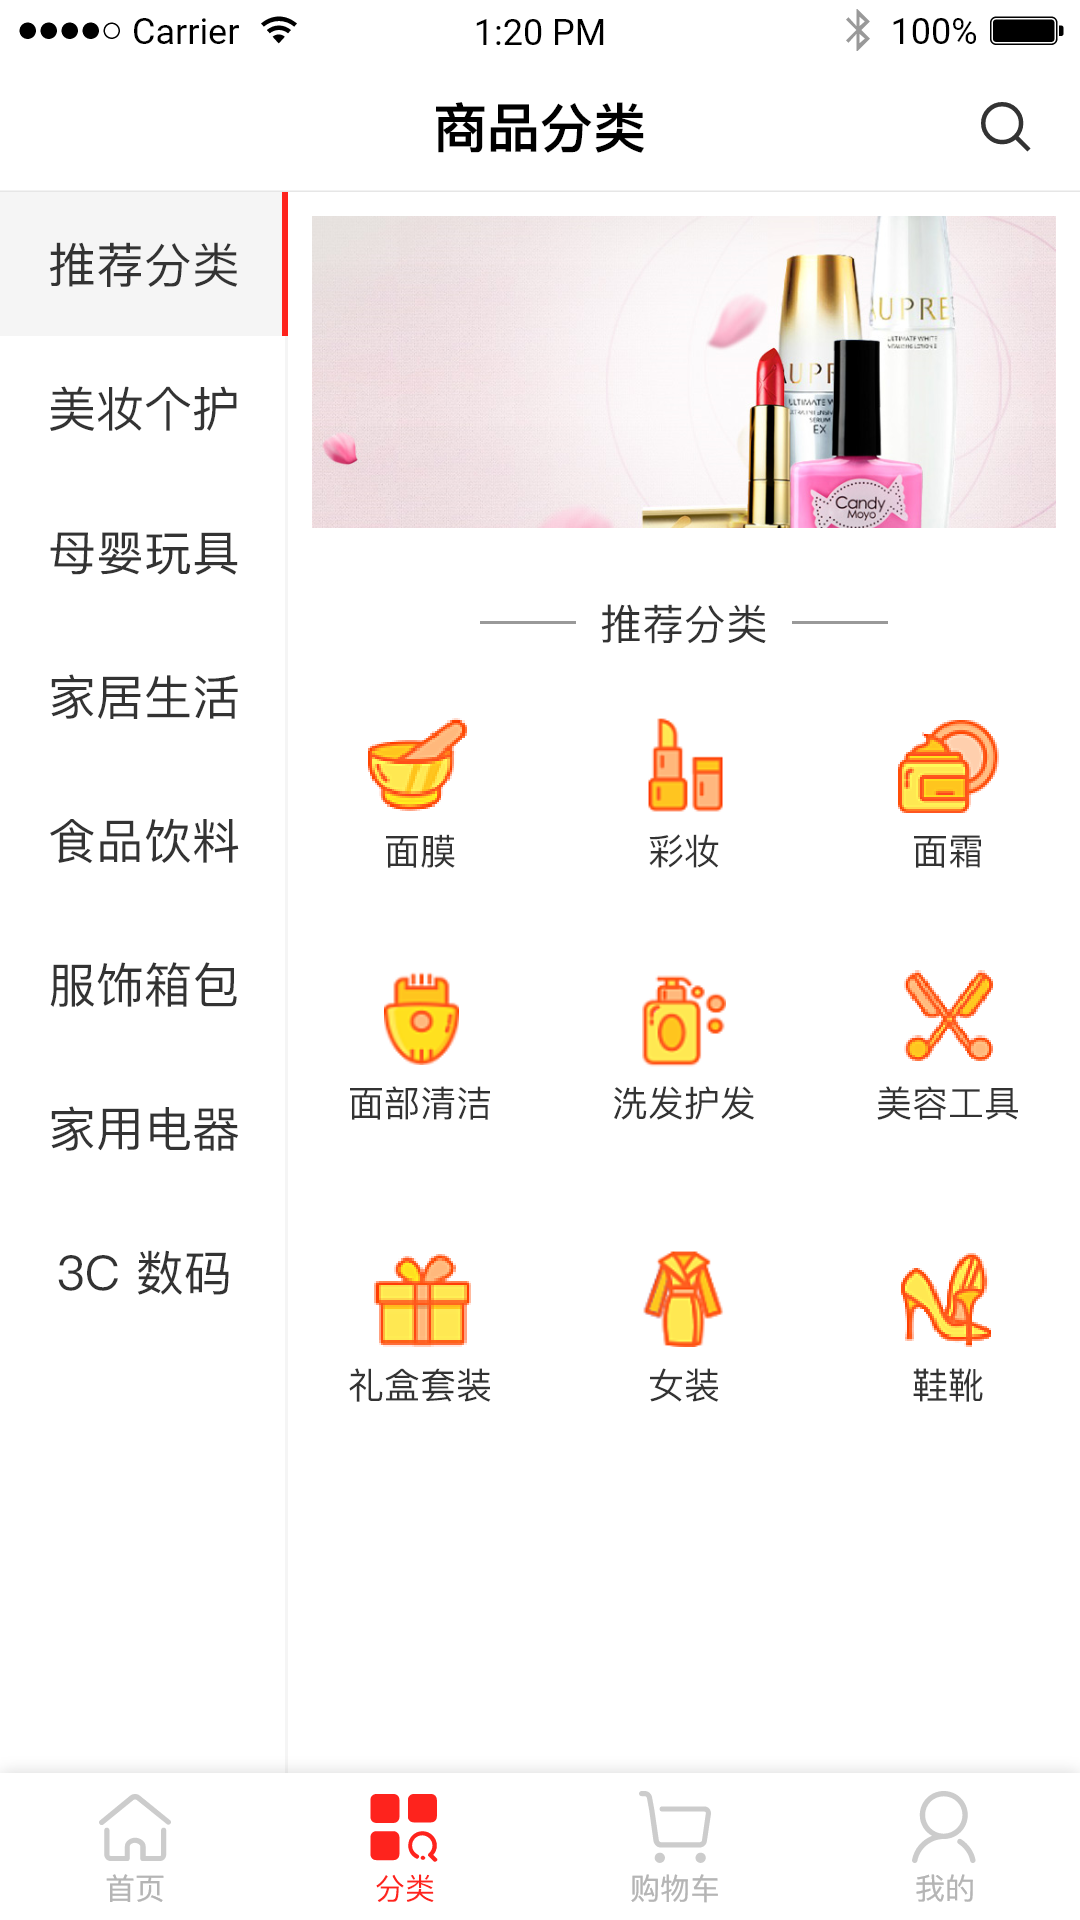 Carrier
1:20 PM
100%
商品分类
推荐分类
美妆个护
母婴玩具
家居生活
食品饮料
服饰箱包
家用电器
3C 数码
AUPRE
ULTIMATE WHITE
EX
Candy
Moyo
推荐分类
面膜
彩妆
面霜
面部清洁
洗发护发
美容工具
礼盒套装
女装
鞋靴
首页
分类
购物车
我的